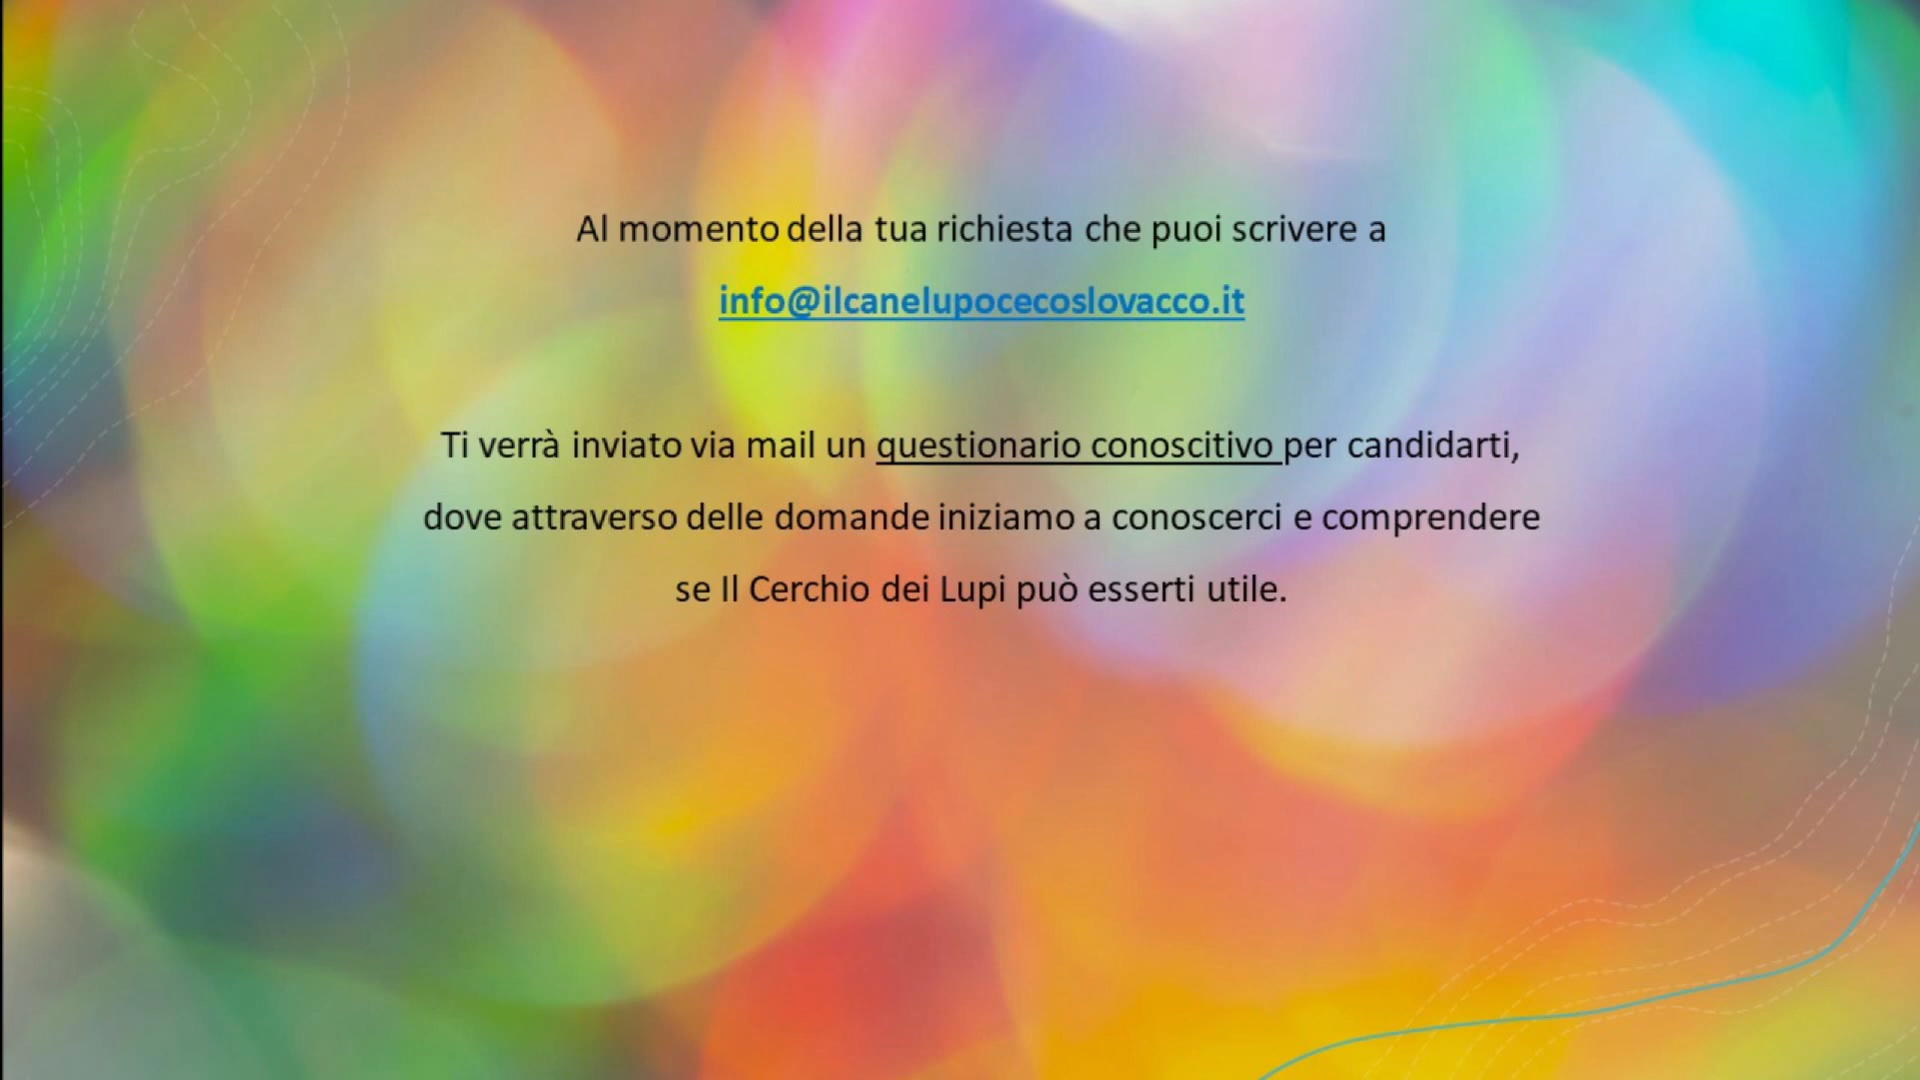 Al momento della tua richiesta che puoi scrivere a
info@ilcanelupocecoslovacco.it
Ti verrà inviato via mail un questionario conoscitivo per candidarti,
dove attraverso delle domande iniziamo a conoscerci e comprendere
se Il Cerchio dei Lupi può esserti utile.